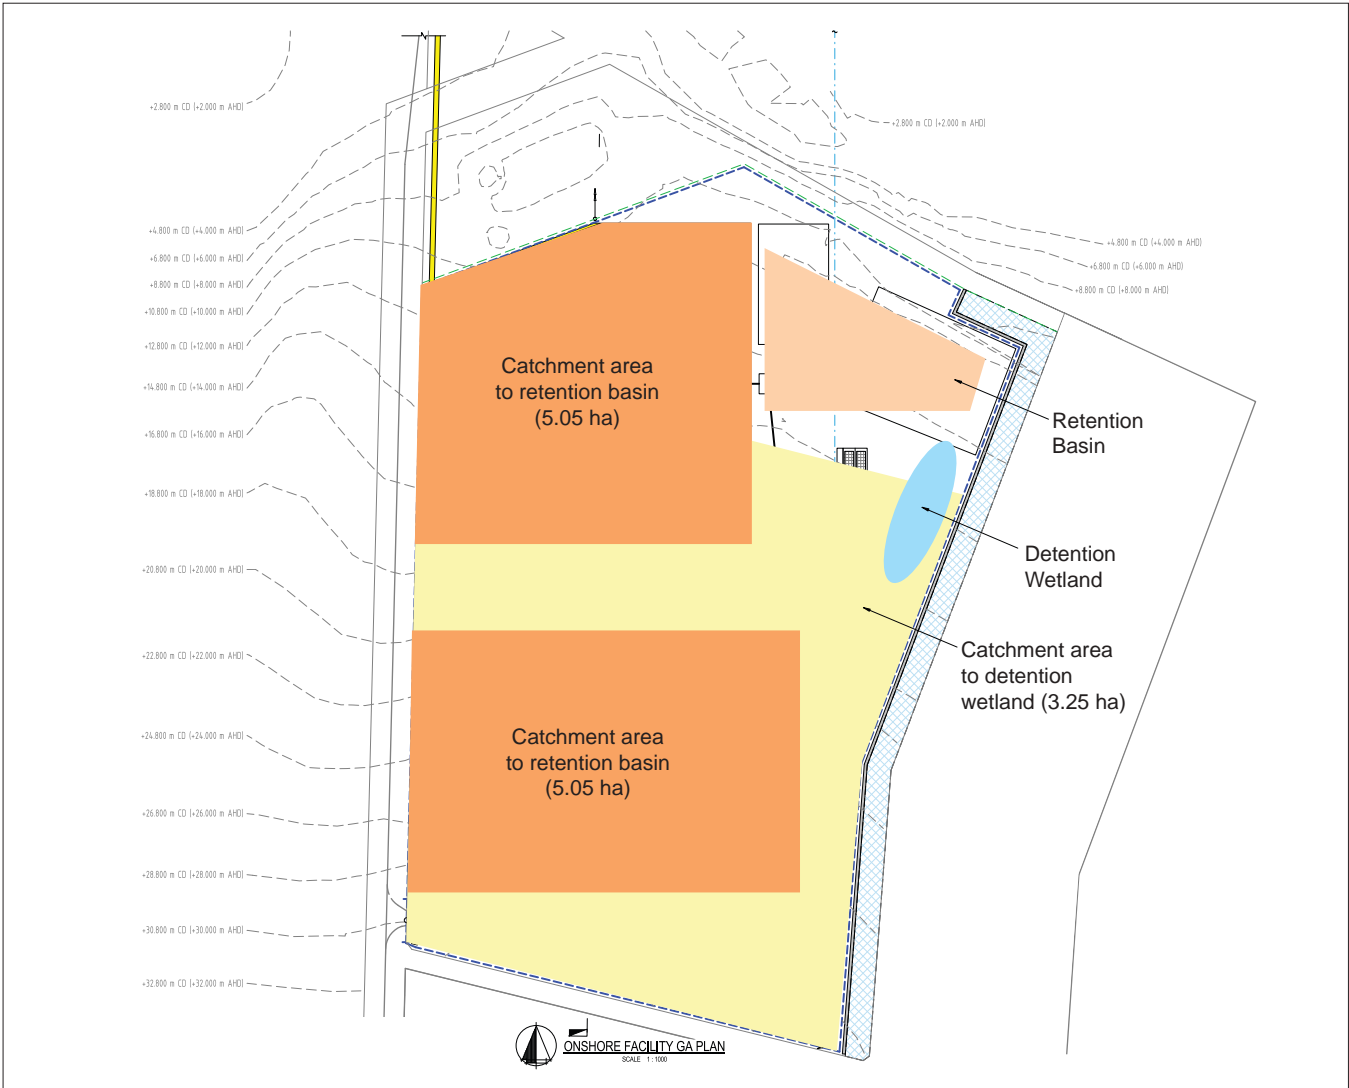 +2.800 m CD (+2.000 m AHD)
+2.800 m CD (+2.000 m AHD)
+4.800 m CD (+4.000 m AHD)
+6.800 m CD (+6.000 m AHD)
+8.800 m CD (+8.000 m AHD)
+10.800 m CD (+10.000 m AHD)
+12.800 m CD (+12.000 m AHD)
+14.800 m CD (+14.000 m AHD)
+16.800 m CD (+16.000 m AHD)
+18.800 m CD (+18.000 m AHD)
+20.800 m CD (+20.000 m AHD)
+22.800 m CD (+22.000 m AHD)
+24.800 m CD (+24.000 m AHD)
+26.800 m CD (+26.000 m AHD)
+28.800 m CD (+28.000 m AHD)
+30.800 m CD (+30.000 m AHD)
+32.800 m CD (+32.000 m AHD)
+4.800 m CD (+4.000 m AHD)
+6.800 m CD (+6.000 m AHD)
+8.800 m CD (+8.000 m AHD)
Catchment area
to retention basin
(5.05 ha)
Retention
Basin
Detention
Wetland
Catchment area
to detention
wetland (3.25 ha)
Catchment area
to retention basin
(5.05 ha)
ONSHORE FACILITY GA PLAN
SCALE 1 : 1000